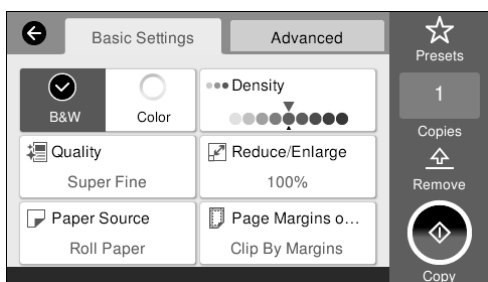 Basic Settings
Advanced
Presets
B&W
Color
Density
1
Copies
Quality
Super Fine
Reduce/Enlarge
100%
Remove
Paper Source
Roll Paper
Page Margins o...
Clip By Margins
Copy